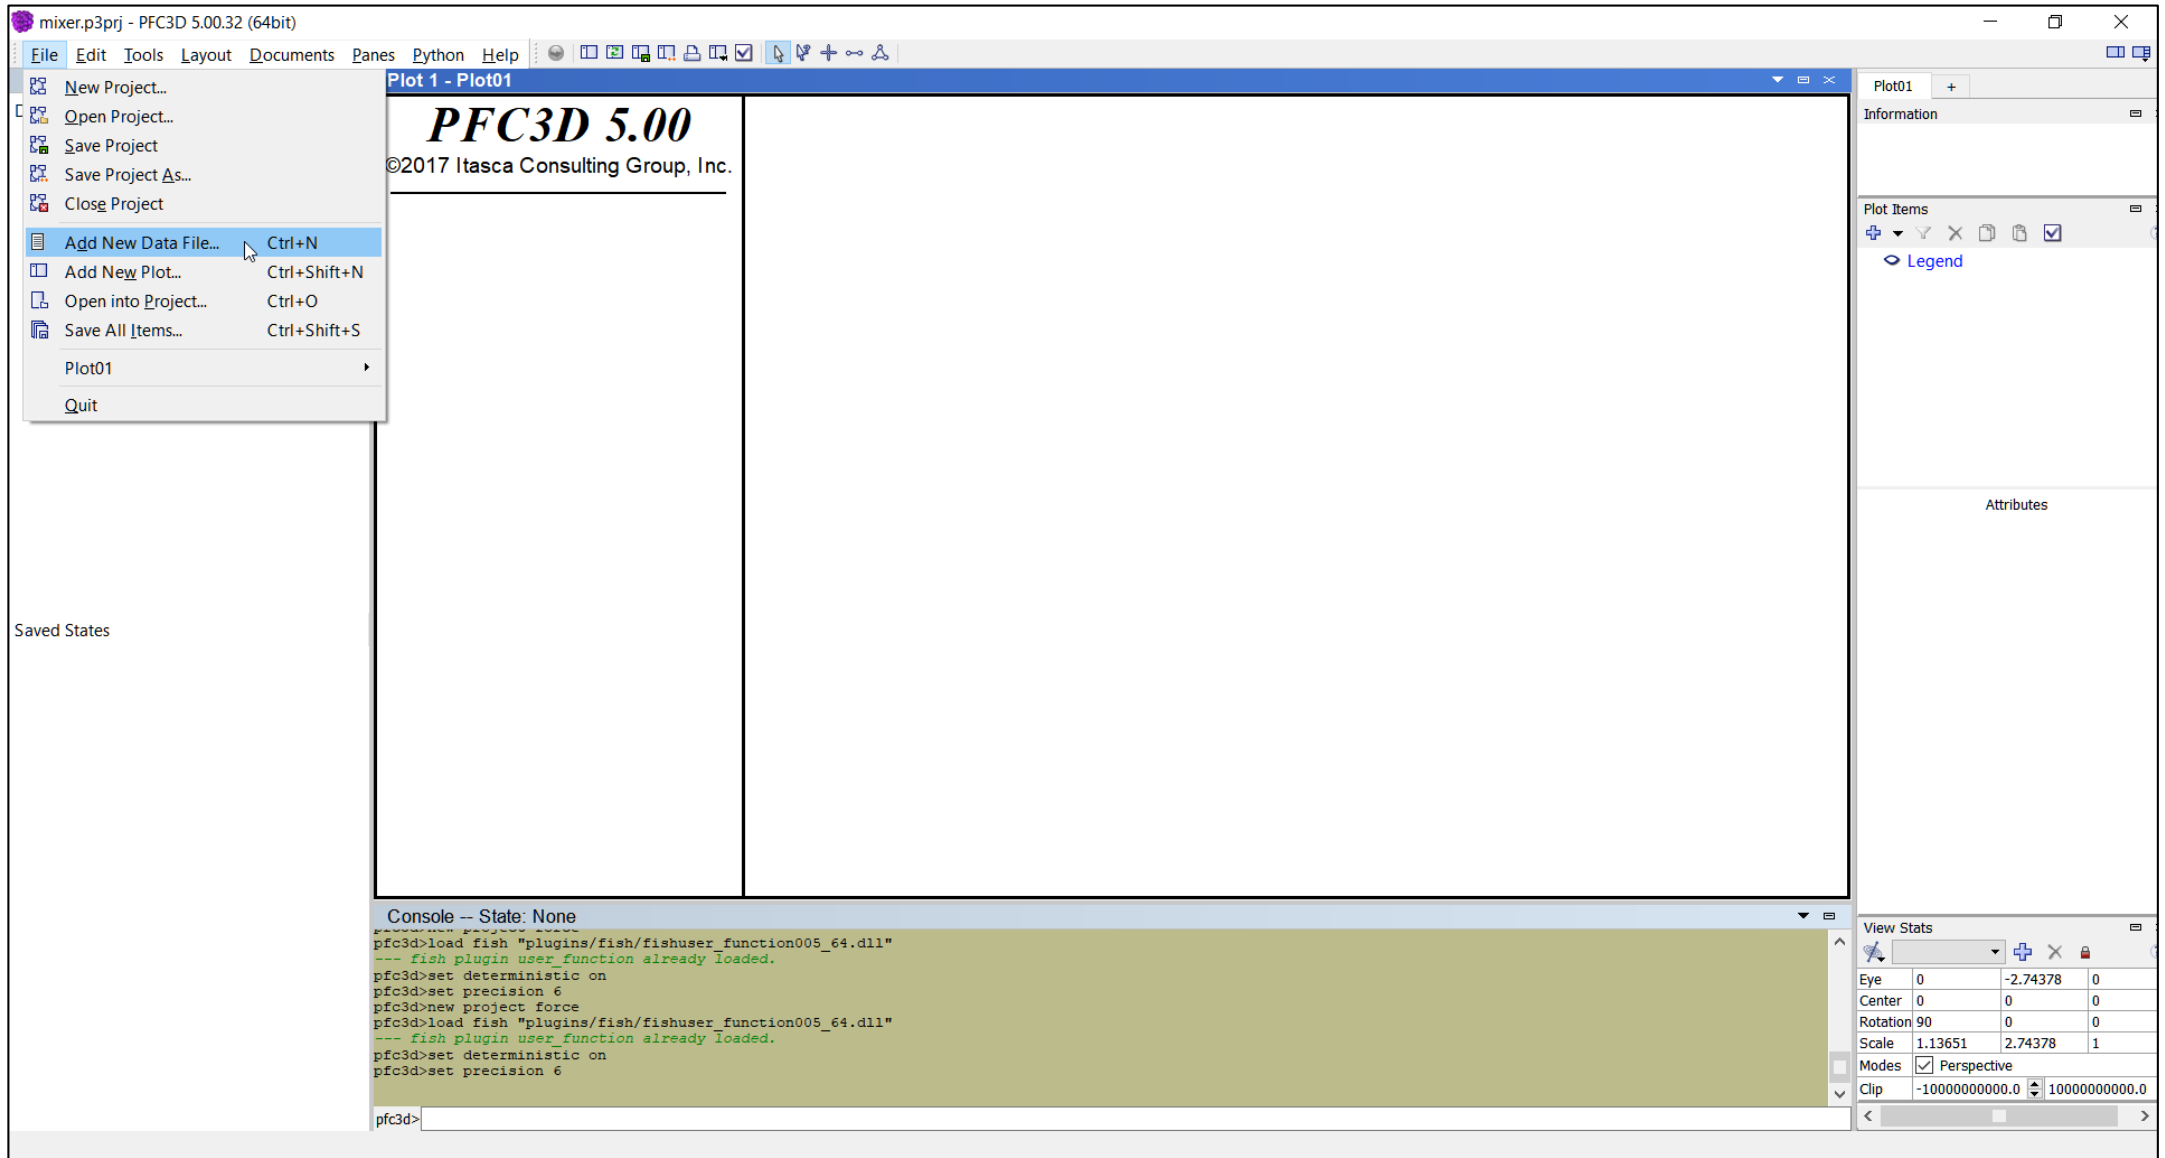 mixer.p3prj - PFC3D 5.00.32 (64bit)
File Edit Tools Layout Documents Panes Python Help
New Project...
Open Project...
Save Project
Save Project As...
Close Project
Add New Data File... Ctrl+N
Add New Plot... Ctrl+Shift+N
Open into Project... Ctrl+O
Save All Items... Ctrl+Shift+S
Plot01
Quit
Saved States
Plot 1 - Plot01
PFC3D 5.00
©2017 Itasca Consulting Group, Inc.
Console -- State: None
pfc3d>new project force
pfc3d>load fish "plugins/fish/fishuser_function005_64.dll"
--- fish plugin user_function already loaded.
pfc3d>set deterministic on
pfc3d>set precision 6
pfc3d>new project force
pfc3d>load fish "plugins/fish/fishuser_function005_64.dll"
--- fish plugin user_function already loaded.
pfc3d>set deterministic on
pfc3d>set precision 6
pfc3d>
Plot01 +
Information
Plot Items
Legend
Attributes
View Stats
Eye 0 -2.74378 0
Center 0 0 0
Rotation 90 0 0
Scale 1.13651 2.74378 1
Modes Perspective
Clip -10000000000.0 10000000000.0